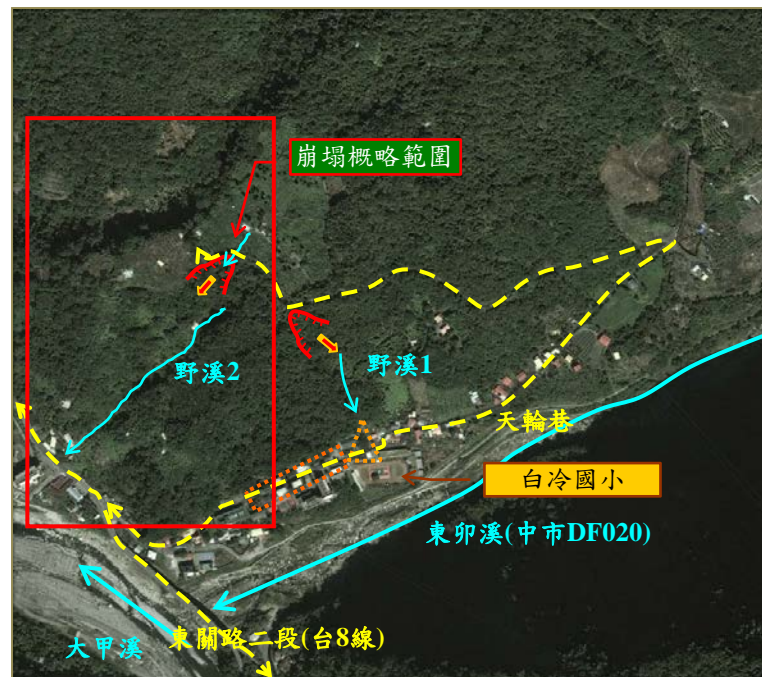 崩塌概略範圍
野溪2
野溪1
天輪巷
白冷國小
東卯溪(中市DF020)
大甲溪
東關路二段(台8線)